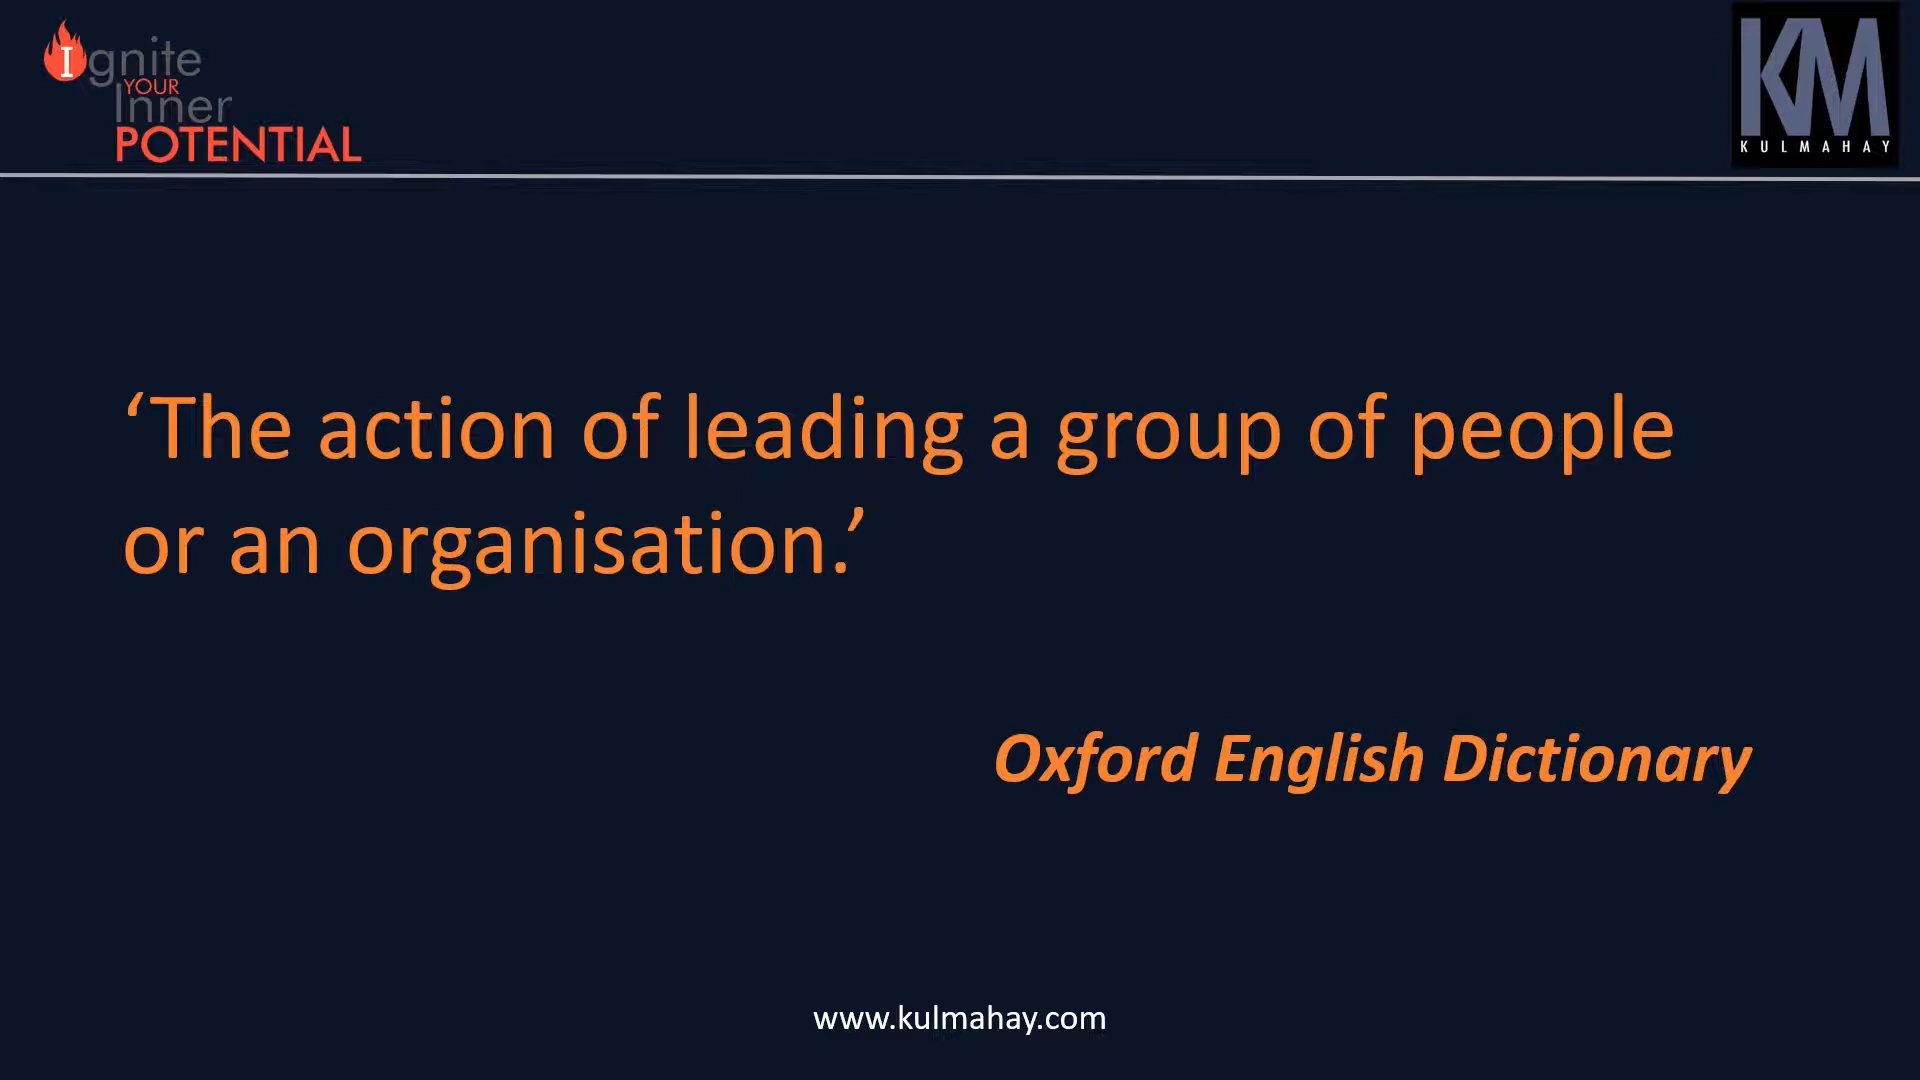 Ignite
YOUR
Inner
POTENTIAL
KM
KULMAHAY
‘The action of leading a group of people
or an organisation.’
Oxford English Dictionary
www.kulmahay.com